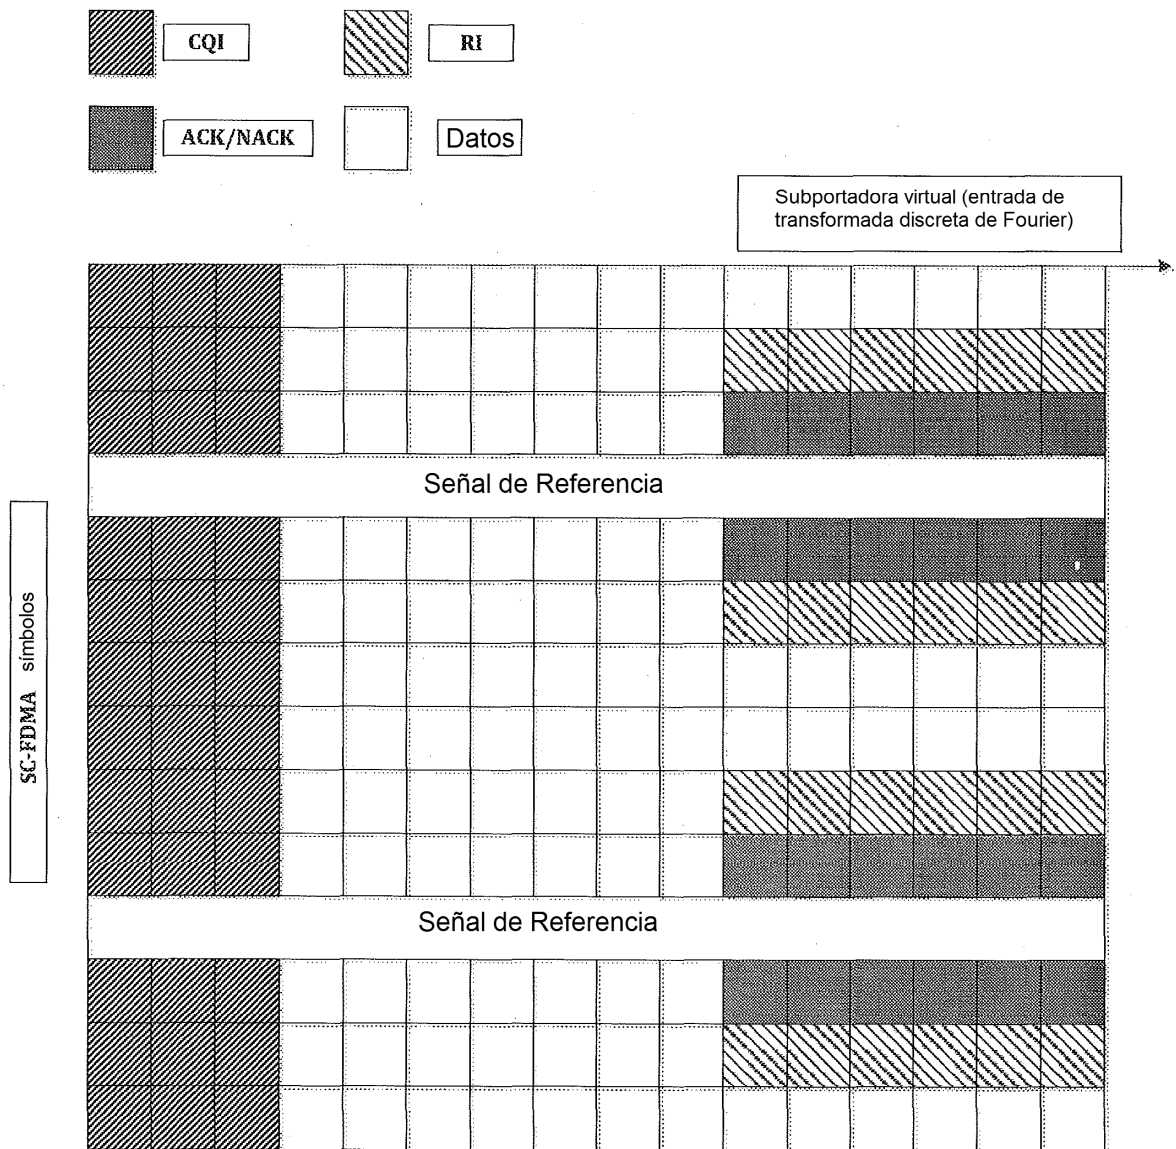 CQI
RI
ACK/NACK
Datos
Subportadora virtual (entrada de
transformada discreta de Fourier)
Señal de Referencia
SC-FDMA símbolos
Señal de Referencia